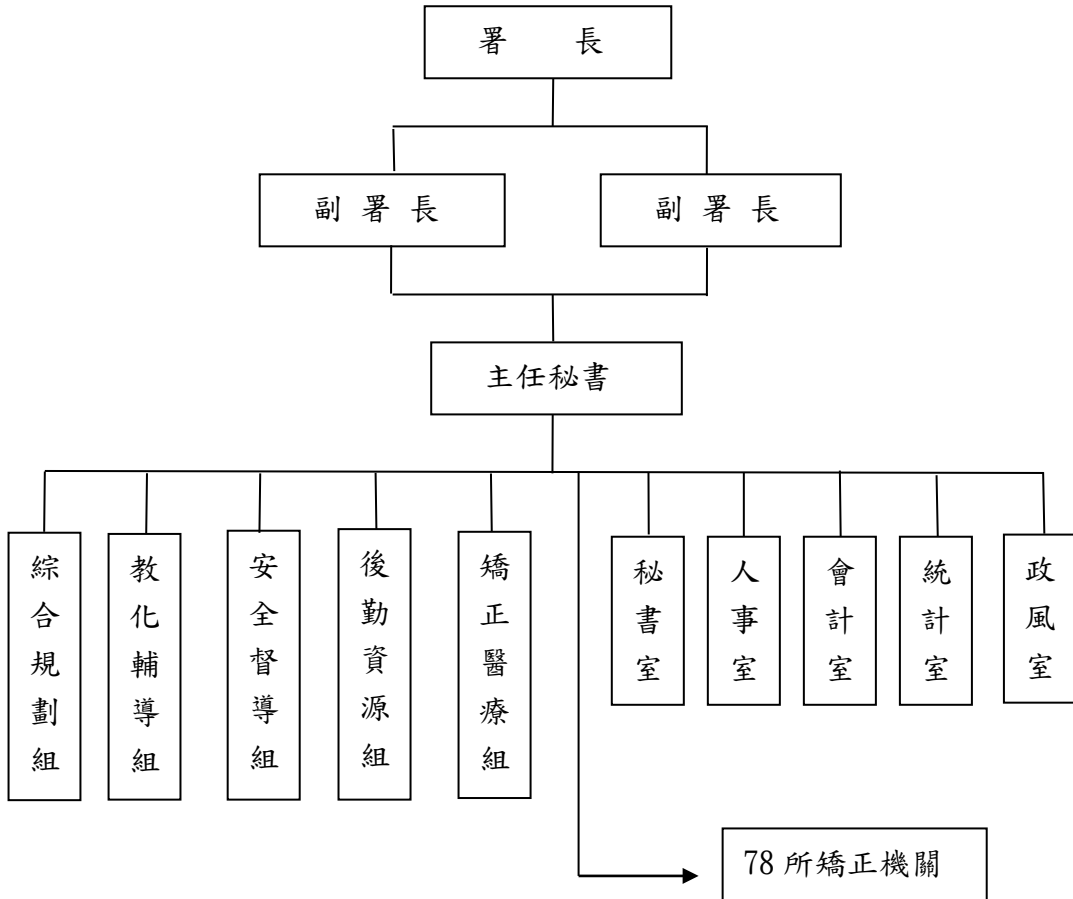 署 長
副 署 長
副 署 長
主任秘書
綜合規劃組
教化輔導組
安全督導組
後勤資源組
矯正醫療組
秘書室
人事室
會計室
統計室
政風室
78 所矯正機關